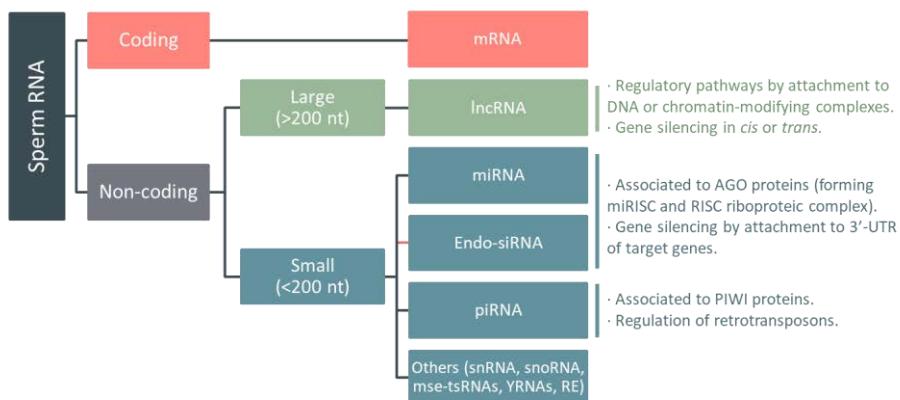 Sperm RNA
Coding
mRNA
Non-coding
Large
(>200 nt)
lncRNA
· Regulatory pathways by attachment to
DNA or chromatin-modifying complexes.
· Gene silencing in cis or trans.
Small
(<200 nt)
miRNA
Endo-siRNA
· Associated to AGO proteins (forming
miRISC and RISC riboproteic complex).
· Gene silencing by attachment to 3’-UTR
of target genes.
piRNA
· Associated to PIWI proteins.
· Regulation of retrotransposons.
Others (snRNA, snoRNA,
mse-tsRNAs, YRNAs, RE)